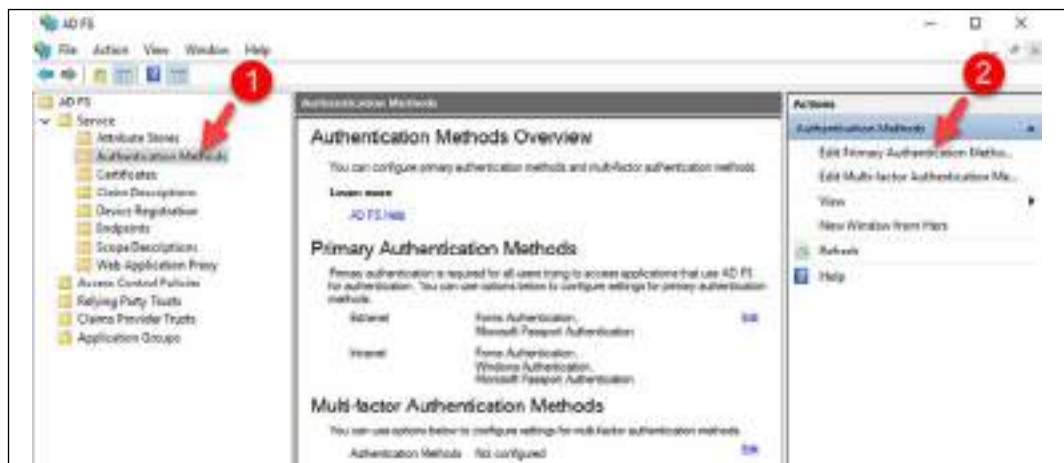 AD FS
File Action View Window Help
1
2
AD FS
Service
Attribute Stores
Authentication Methods
Certificates
Claim Descriptions
Device Registration
Endpoints
Scope Descriptions
Web Application Proxy
Access Control Policies
Relying Party Trusts
Claims Provider Trusts
Application Groups
Authentication Methods
Authentication Methods Overview
You can configure primary authentication methods and multi-factor authentication methods.
Learn more
AD FS Help
Primary Authentication Methods
Primary authentication is required for all users trying to access applications that use AD FS
for authentication. You can use options below to configure settings for primary authentication
methods.
Extranet Forms Authentication, Edit
Microsoft Passport Authentication
Intranet Forms Authentication,
Windows Authentication,
Microsoft Passport Authentication
Multi-factor Authentication Methods
You can use options below to configure settings for multi-factor authentication methods.
Authentication Methods Not configured Edit
Actions
Authentication Methods
Edit Primary Authentication Metho...
Edit Multi-factor Authentication Me...
View
New Window from Here
Refresh
Help